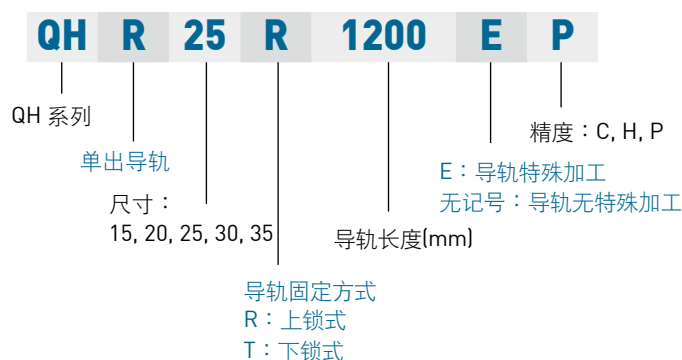 QH R 25 R 1200 E P
QH 系列
精度：C, H, P
单出导轨
E：导轨特殊加工
尺寸：
无记号：导轨无特殊加工
15, 20, 25, 30, 35
导轨长度(mm)
导轨固定方式
R：上锁式
T：下锁式